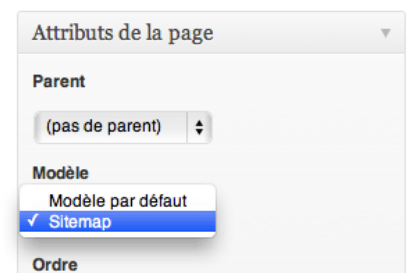 Attributs de la page
Parent
(pas de parent)
Modèle
Modèle par défaut
✓ Sitemap
Ordre